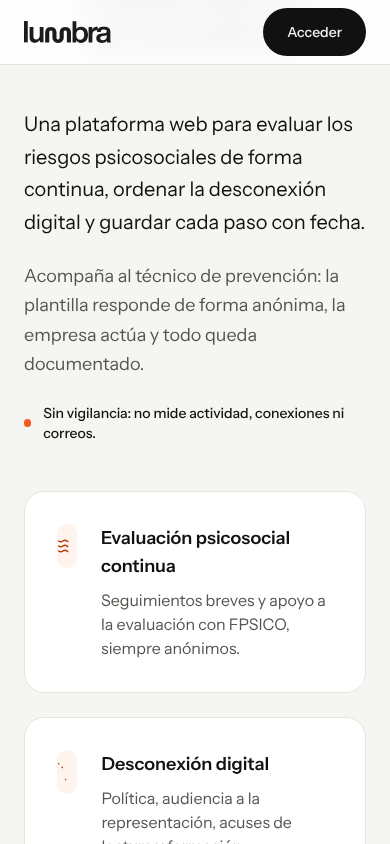 lumbra
Acceder
Una plataforma web para evaluar los
riesgos psicosociales de forma
continua, ordenar la desconexión
digital y guardar cada paso con fecha.
Acompaña al técnico de prevención: la
plantilla responde de forma anónima, la
empresa actúa y todo queda
documentado.
Sin vigilancia: no mide actividad, conexiones ni
correos.
Evaluación psicosocial
continua
Seguimientos breves y apoyo a
la evaluación con FPSICO,
siempre anónimos.
Desconexión digital
Política, audiencia a la
representación, acuses de